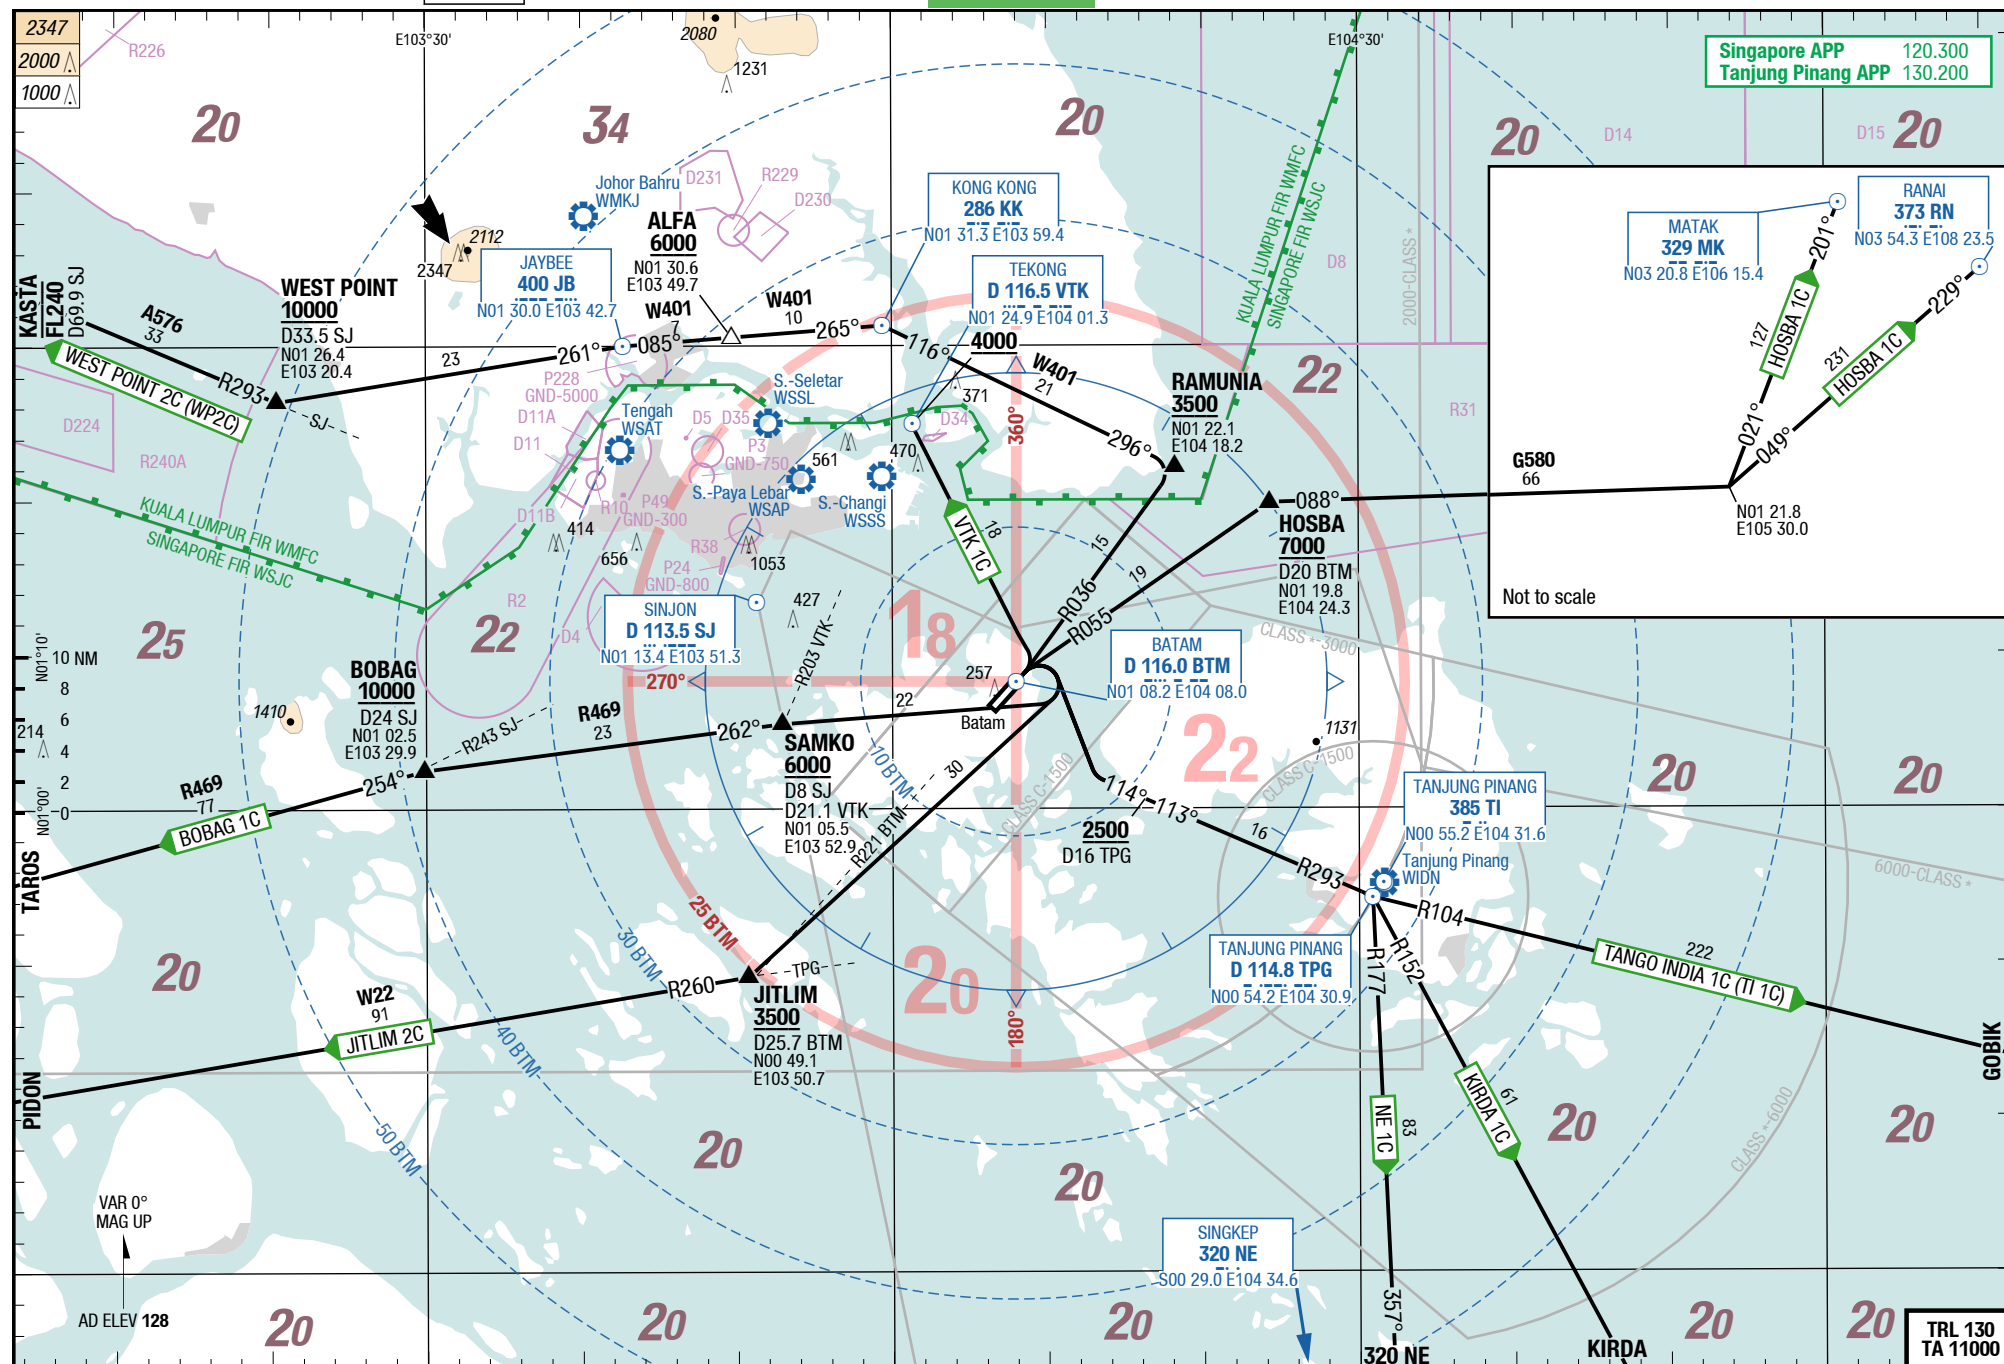 2347
2000
1000
R226
E103°30'
2080
1231
E104°30'
Singapore APP 120.300
Tanjung Pinang APP 130.200
20
34
20
20
D14
D15
20
Johor Bahru
WMKJ
D231
R229
D230
2112
2347
ALFA
6000
N01 30.6
E103 49.7
KONG KONG
286 KK
N01 31.3 E103 59.4
KUALA LUMPUR FIR WMFC
SINGAPORE FIR WSJC
2000-CLASS *
D8
MATAK
329 MK
N03 20.8 E106 15.4
RANAI
373 RN
N03 54.3 E108 23.5
201°
229°
127
HOSBA 1C
231
HOSBA 1C
021°
049°
N01 21.8
E105 30.0
Not to scale
KASTA
FL240
D69.9 SJ
A576
33
WEST POINT
10000
D33.5 SJ
N01 26.4
E103 20.4
JAYBEE
400 JB
N01 30.0 E103 42.7
TEKONG
D 116.5 VTK
N01 24.9 E104 01.3
4000
W401
7
W401
10
265°
261°
085°
23
116°
W401
21
296°
360°
WEST POINT 2C (WP2C)
R293
SJ
D224
R240A
P228
GND-5000
D11A
D11
Tengah
WSAT
D5
D35
S.-Seletar
WSSL
P3
GND-750
371
D34
470
561
RAMUNIA
3500
N01 22.1
E104 18.2
22
R31
G580
66
088°
HOSBA
7000
D20 BTM
N01 19.8
E104 24.3
KUALA LUMPUR FIR WMFC
SINGAPORE FIR WSJC
D11B
R10
P49
GND-300
S.-Paya Lebar
WSAP
S.-Changi
WSSS
414
656
R38
P24
GND-800
1053
VTK 1C
18
15
19
R036
R055
R2
D4
22
25
SINJON
D 113.5 SJ
N01 13.4 E103 51.3
427
R203 VTK
18
CLASS *-3000
BATAM
D 116.0 BTM
N01 08.2 E104 08.0
257
Batam
270°
N01°10'
10 NM
8
6
4
2
0
N01°00'
214
1410
BOBAG
10000
D24 SJ
N01 02.5
E103 29.9
R243 SJ
R469
23
262°
22
SAMKO
6000
D8 SJ
D21.1 VTK
N01 05.5
E103 52.9
254°
R469
77
BOBAG 1C
TAROS
10 BTM
30
R221 BTM
CLASS C-1500
22
1131
CLASS C-1500
114°
113°
2500
D16 TPG
16
R293
TANJUNG PINANG
385 TI
N00 55.2 E104 31.6
Tanjung Pinang
WIDN
20
20
6000-CLASS *
R104
222
TANGO INDIA 1C (TI 1C)
GOBIK
TANJUNG PINANG
D 114.8 TPG
N00 54.2 E104 30.9
R177
R152
25 BTM
30 BTM
40 BTM
50 BTM
20
W22
91
JITLIM 2C
R260
TPG
JITLIM
3500
D25.7 BTM
N00 49.1
E103 50.7
20
180°
PIDON
NE 1C
83
KIRDA 1C
61
20
20
20
20
CLASS *-6000
VAR 0°
MAG UP
AD ELEV 128
SINGKEP
320 NE
S00 29.0 E104 34.6
357°
320 NE
KIRDA
20
20
20
20
20
TRL 130
TA 11000